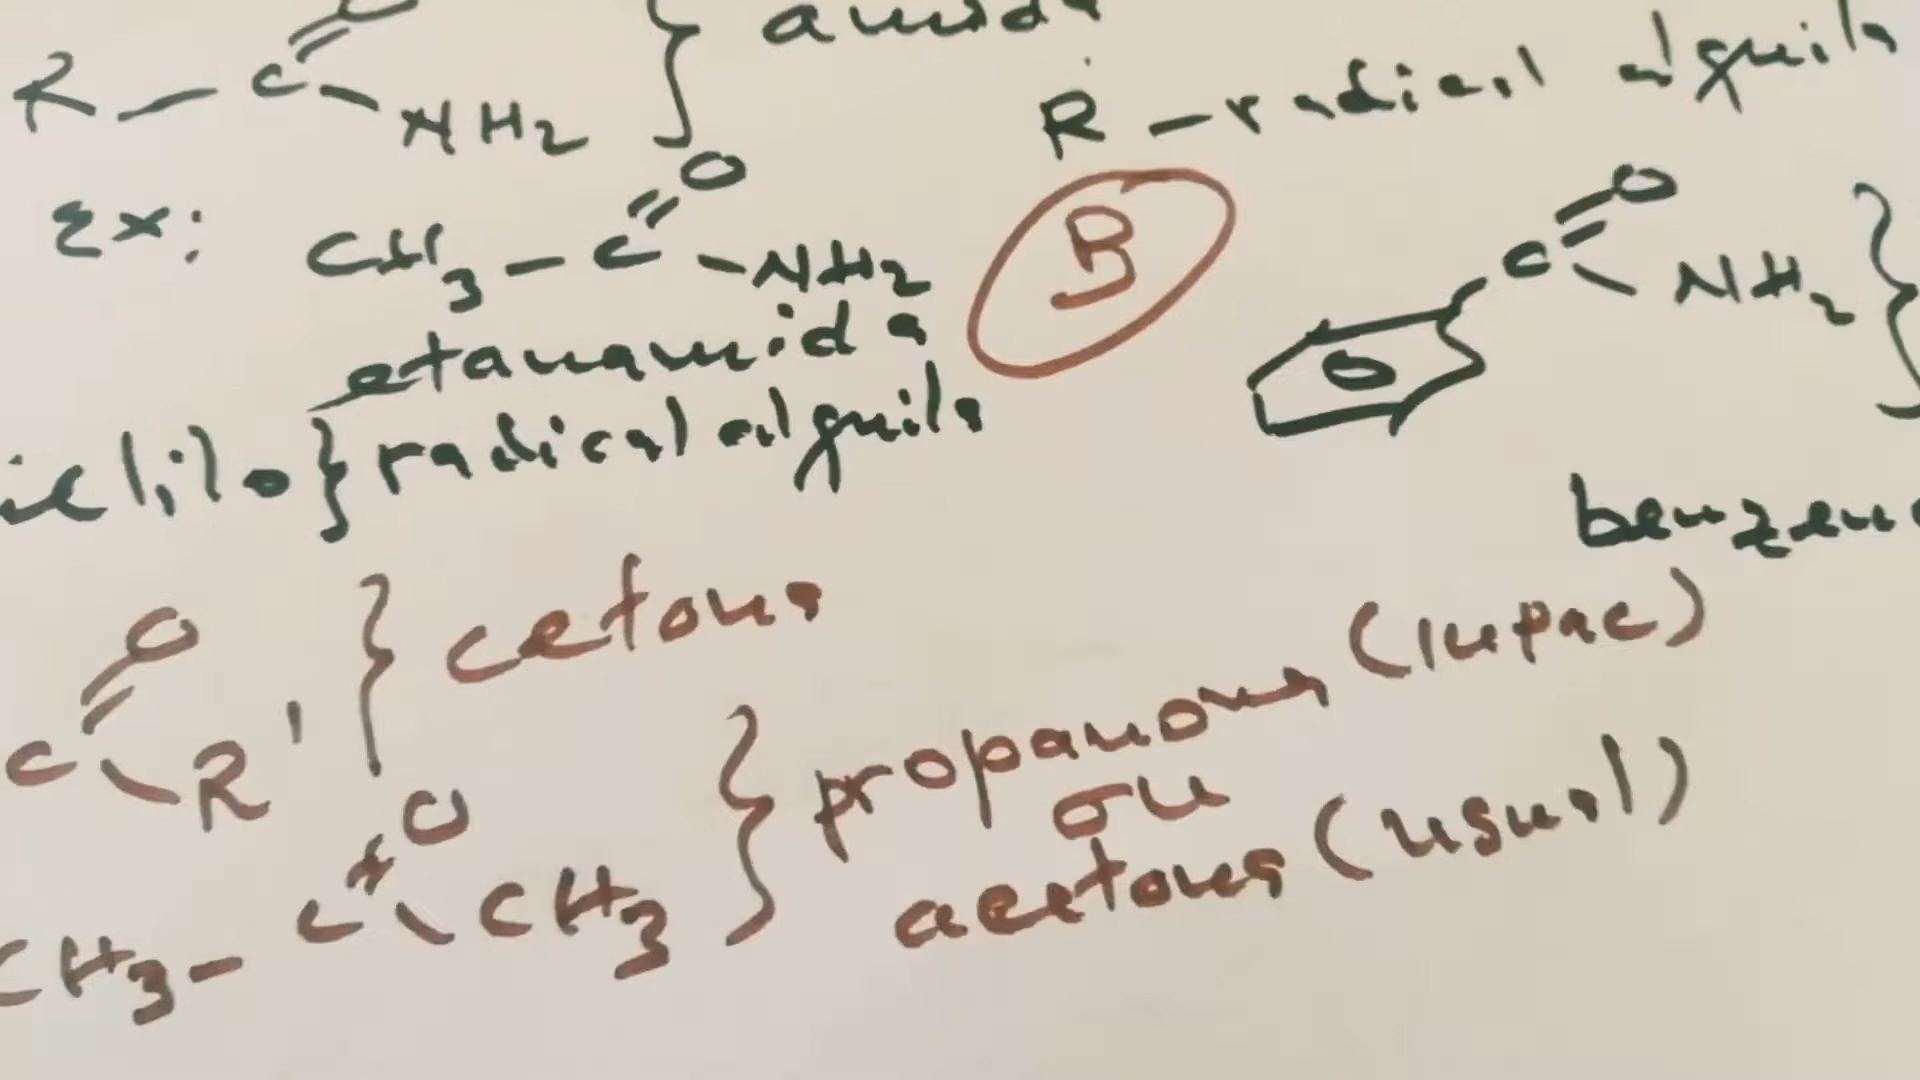 O
R — C — NH2 } amida
R - radical alquila
Ex: CH3 — C — NH2
O
etanamida
B
O
C — NH2 }
} radical alquila
benzen
O
C — R' } cetona
O
CH3 — C — CH3 } propanona (iupac)
ou
acetona (usual)